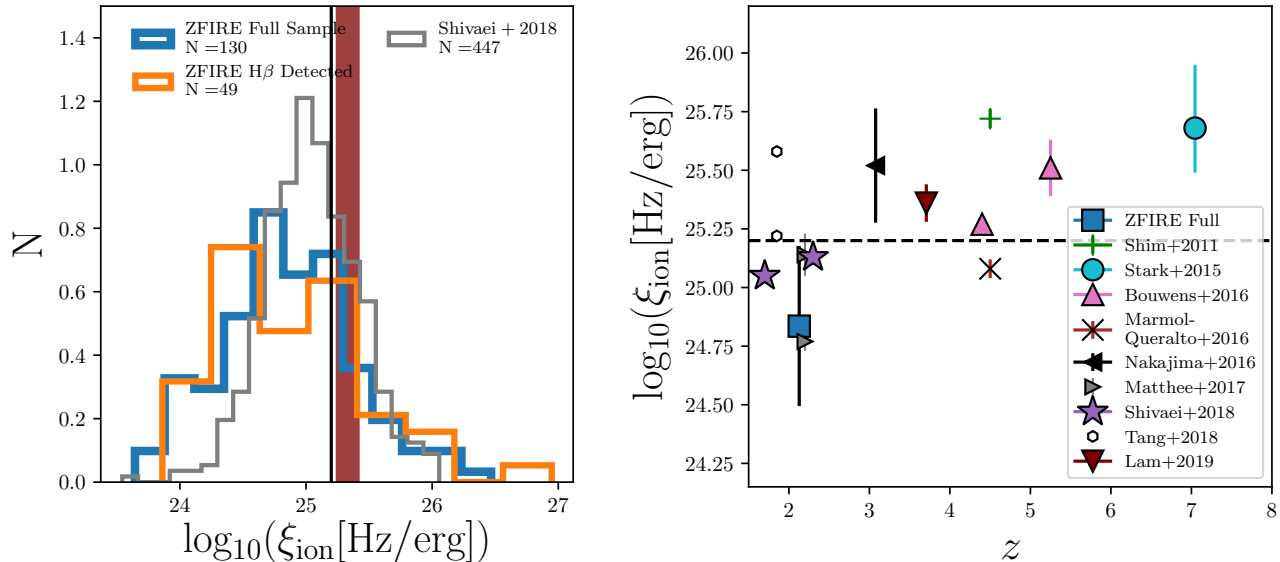 ZFIRE Full Sample
N =130
ZFIRE Hβ Detected
N =49
Shivaei + 2018
N =447
1.4
1.2
1.0
0.8
0.6
0.4
0.2
0.0
N
24 25 26 27
log₁₀(ξ_ion[Hz/erg])
26.00
25.75
25.50
25.25
25.00
24.75
24.50
24.25
log₁₀(ξ_ion[Hz/erg])
2 3 4 5 6 7 8
z
ZFIRE Full
Shim+2011
Stark+2015
Bouwens+2016
Marmol-
Queralto+2016
Nakajima+2016
Matthee+2017
Shivaei+2018
Tang+2018
Lam+2019